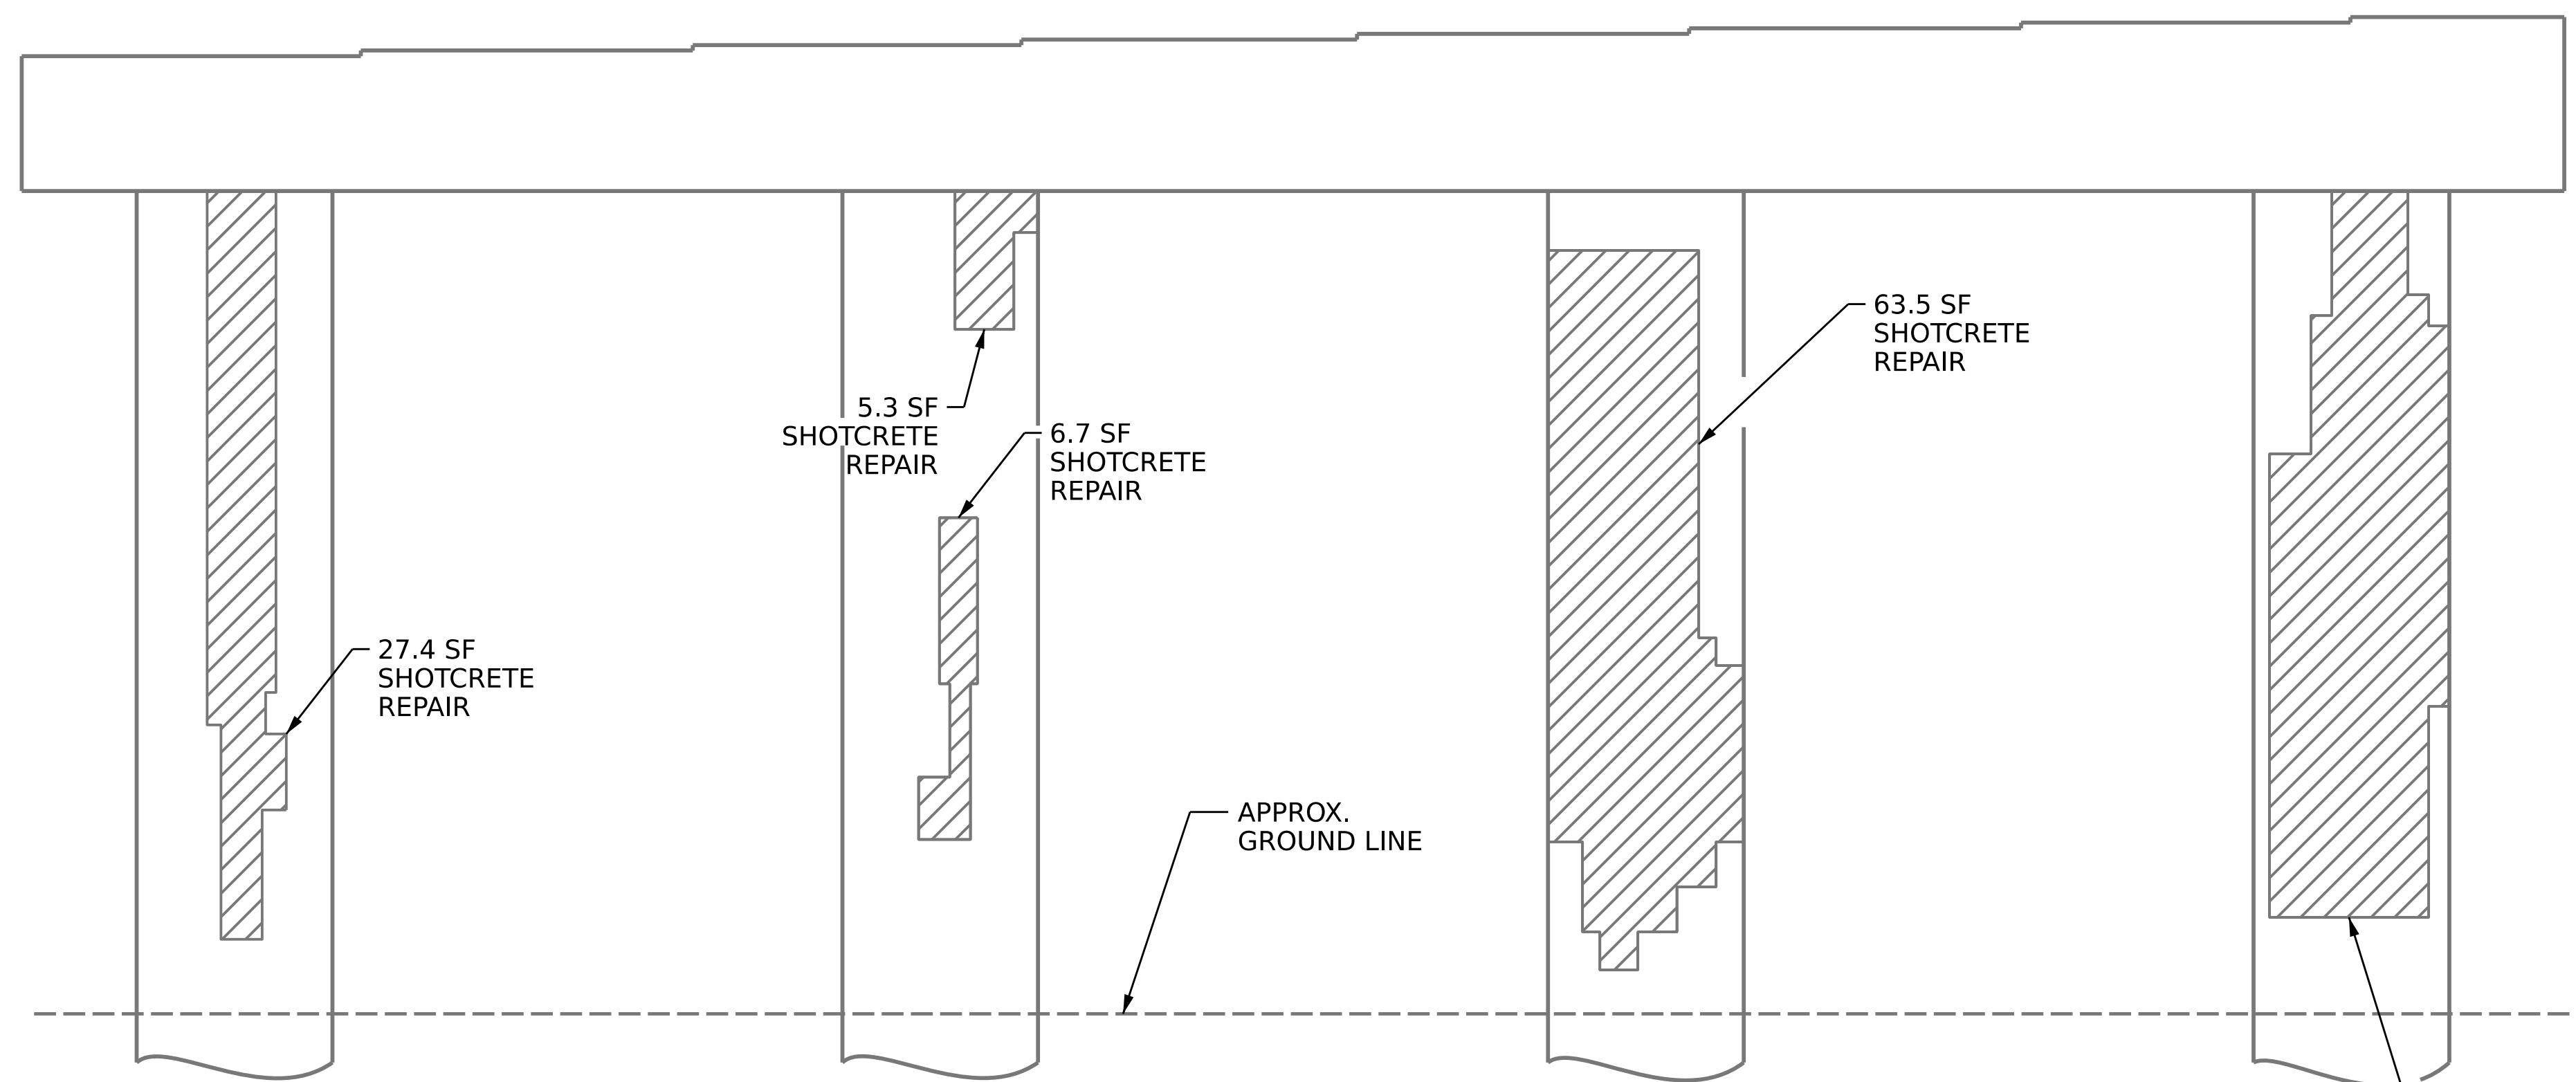 63.5 SF
SHOTCRETE
REPAIR
5.3 SF
SHOTCRETE
REPAIR
6.7 SF
SHOTCRETE
REPAIR
27.4 SF
SHOTCRETE
REPAIR
APPROX.
GROUND LINE